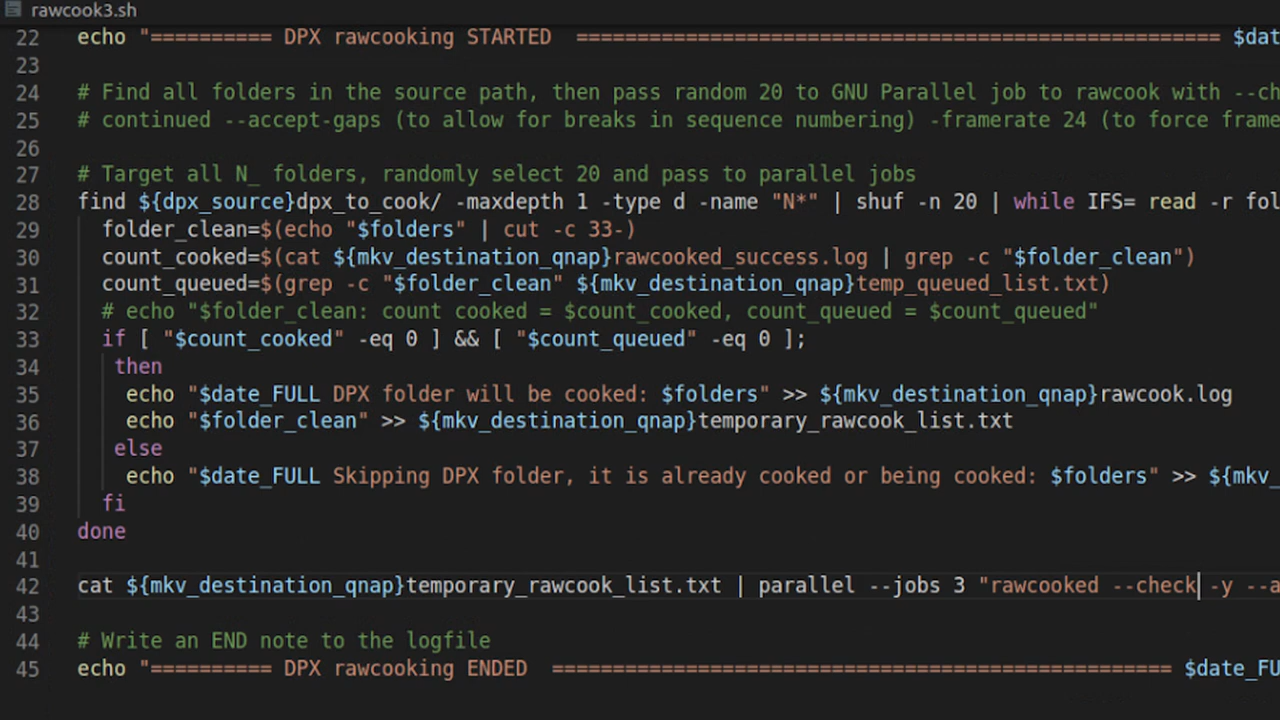 rawcook3.sh
22 echo "========== DPX rawcooking STARTED ===================================================== $dat
23
24 # Find all folders in the source path, then pass random 20 to GNU Parallel job to rawcook with --ch
25 # continued --accept-gaps (to allow for breaks in sequence numbering) -framerate 24 (to force frame
26
27 # Target all N_ folders, randomly select 20 and pass to parallel jobs
28 find ${dpx_source}dpx_to_cook/ -maxdepth 1 -type d -name "N*" | shuf -n 20 | while IFS= read -r fol
29 folder_clean=$(echo "$folders" | cut -c 33-)
30 count_cooked=$(cat ${mkv_destination_qnap}rawcooked_success.log | grep -c "$folder_clean")
31 count_queued=$(grep -c "$folder_clean" ${mkv_destination_qnap}temp_queued_list.txt)
32 # echo "$folder_clean: count cooked = $count_cooked, count_queued = $count_queued"
33 if [ "$count_cooked" -eq 0 ] && [ "$count_queued" -eq 0 ];
34 then
35 echo "$date_FULL DPX folder will be cooked: $folders" >> ${mkv_destination_qnap}rawcook.log
36 echo "$folder_clean" >> ${mkv_destination_qnap}temporary_rawcook_list.txt
37 else
38 echo "$date_FULL Skipping DPX folder, it is already cooked or being cooked: $folders" >> ${mkv_
39 fi
40 done
41
42 cat ${mkv_destination_qnap}temporary_rawcook_list.txt | parallel --jobs 3 "rawcooked --check -y --a
43
44 # Write an END note to the logfile
45 echo "========== DPX rawcooking ENDED =================================================== $date_FU